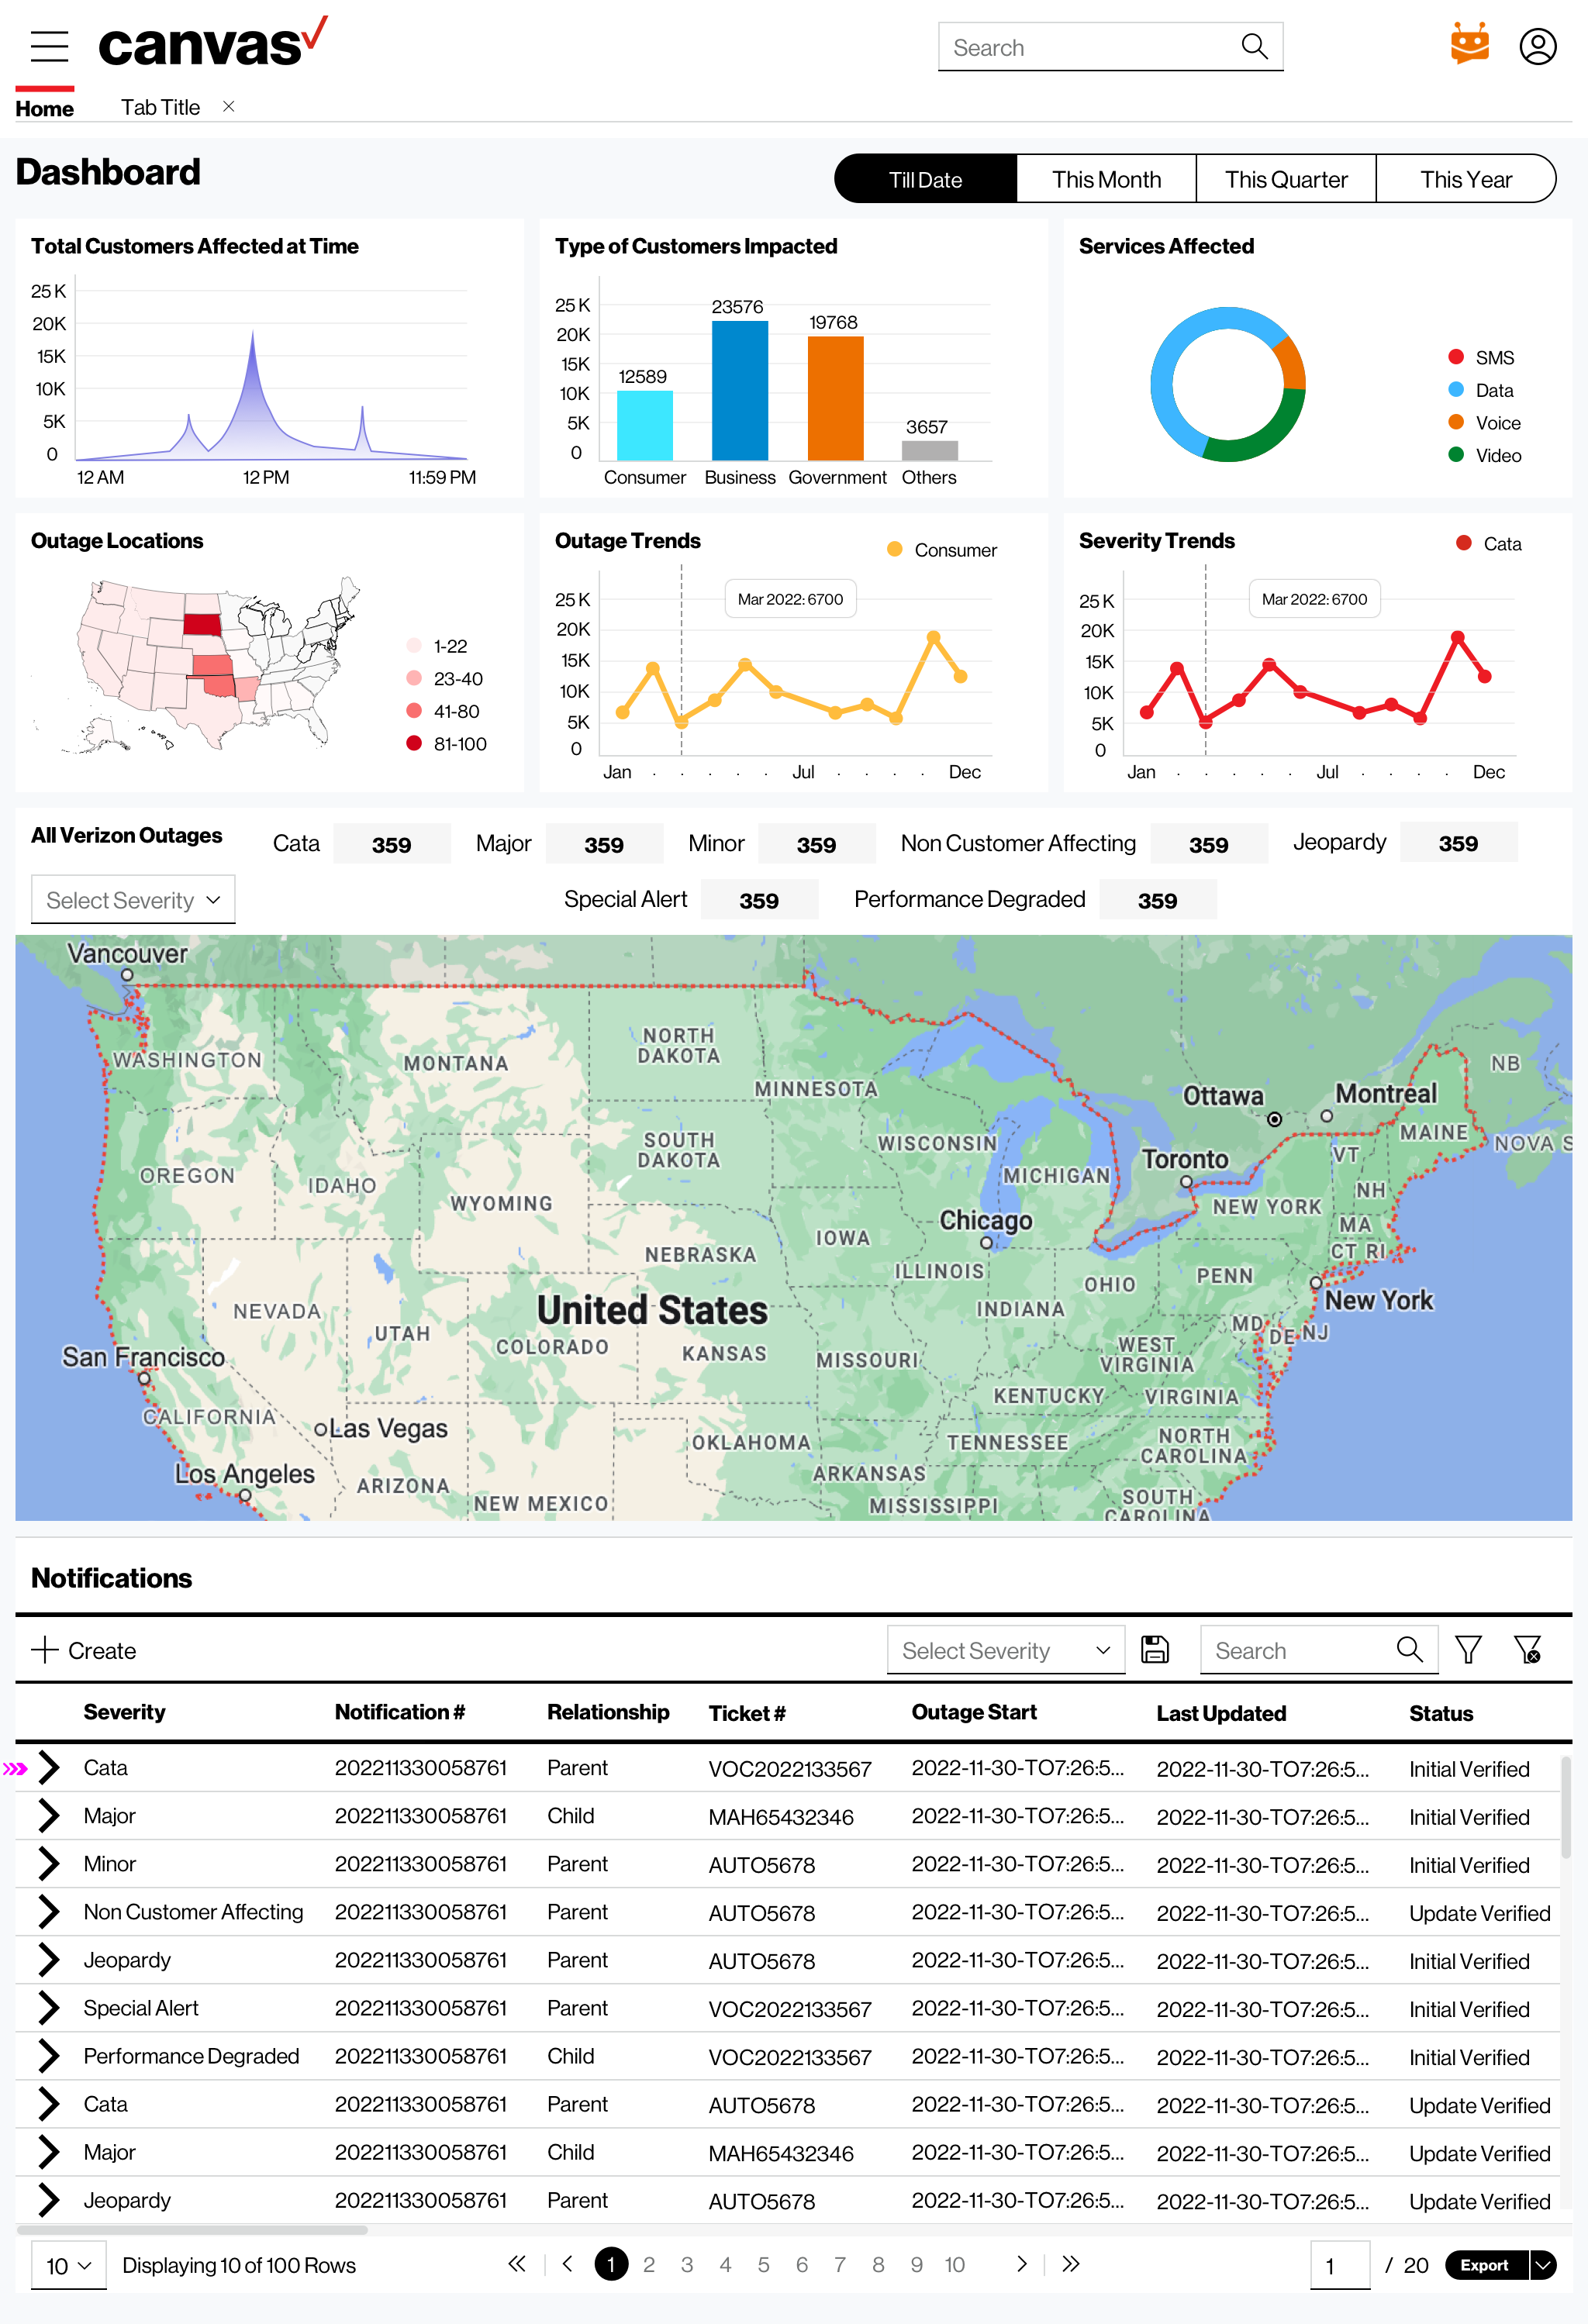 canvas
Search
Home
Tab Title
Dashboard
Till Date
This Month
This Quarter
This Year
Total Customers Affected at Time
25 K
20K
15K
10K
5K
0
12 AM 12 PM 11:59 PM
Type of Customers Impacted
25 K
20K
15K
10K
5K
0
12589
23576
19768
3657
Consumer Business Government Others
Services Affected
SMS
Data
Voice
Video
Outage Locations
1-22
23-40
41-80
81-100
Outage Trends
Consumer
Mar 2022: 6700
25 K
20K
15K
10K
5K
0
Jan . . . . . Jul . . . . Dec
Severity Trends
Cata
Mar 2022: 6700
25 K
20K
15K
10K
5K
0
Jan . . . . . Jul . . . . Dec
All Verizon Outages
Cata 359 Major 359 Minor 359 Non Customer Affecting 359 Jeopardy 359
Select Severity
Special Alert 359 Performance Degraded 359
Vancouver
WASHINGTON
MONTANA
NORTH
DAKOTA
MINNESOTA
NB
Ottawa
Montreal
MAINE
NOVA S
OREGON
IDAHO
WYOMING
SOUTH
DAKOTA
WISCONSIN
MICHIGAN
Toronto
VT
NH
NEW YORK
MA
CT RI
Chicago
IOWA
NEBRASKA
ILLINOIS
INDIANA
OHIO
PENN
New York
MD
DE
NJ
NEVADA
UTAH
United States
COLORADO
KANSAS
MISSOURI
WEST
VIRGINIA
KENTUCKY
VIRGINIA
San Francisco
CALIFORNIA
Las Vegas
Los Angeles
ARIZONA
NEW MEXICO
OKLAHOMA
ARKANSAS
TENNESSEE
MISSISSIPPI
NORTH
CAROLINA
SOUTH
CAROLINA
Notifications
Create
Select Severity
Search
Severity Notification # Relationship Ticket # Outage Start Last Updated Status
Cata 202211330058761 Parent VOC2022133567 2022-11-30-TO7:26:5... 2022-11-30-TO7:26:5... Initial Verified
Major 202211330058761 Child MAH65432346 2022-11-30-TO7:26:5... 2022-11-30-TO7:26:5... Initial Verified
Minor 202211330058761 Parent AUTO5678 2022-11-30-TO7:26:5... 2022-11-30-TO7:26:5... Initial Verified
Non Customer Affecting 202211330058761 Parent AUTO5678 2022-11-30-TO7:26:5... 2022-11-30-TO7:26:5... Update Verified
Jeopardy 202211330058761 Parent AUTO5678 2022-11-30-TO7:26:5... 2022-11-30-TO7:26:5... Initial Verified
Special Alert 202211330058761 Parent VOC2022133567 2022-11-30-TO7:26:5... 2022-11-30-TO7:26:5... Initial Verified
Performance Degraded 202211330058761 Child VOC2022133567 2022-11-30-TO7:26:5... 2022-11-30-TO7:26:5... Initial Verified
Cata 202211330058761 Parent AUTO5678 2022-11-30-TO7:26:5... 2022-11-30-TO7:26:5... Update Verified
Major 202211330058761 Child MAH65432346 2022-11-30-TO7:26:5... 2022-11-30-TO7:26:5... Update Verified
Jeopardy 202211330058761 Parent AUTO5678 2022-11-30-TO7:26:5... 2022-11-30-TO7:26:5... Update Verified
10 Displaying 10 of 100 Rows 1 2 3 4 5 6 7 8 9 10 1 / 20 Export